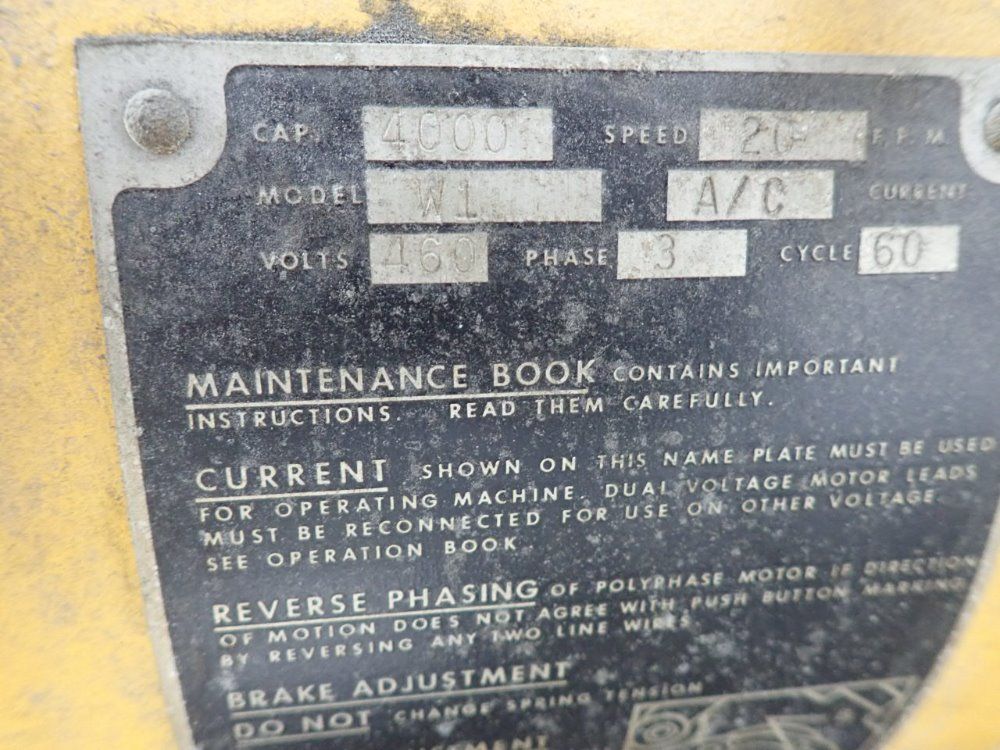 CAP. 4000 SPEED 20 F.P.M.
MODEL W1 A/C CURRENT
VOLTS 460 PHASE 3 CYCLE 60
MAINTENANCE BOOK CONTAINS IMPORTANT
INSTRUCTIONS. READ THEM CAREFULLY.
CURRENT SHOWN ON THIS NAME PLATE MUST BE USED
FOR OPERATING MACHINE. DUAL VOLTAGE MOTOR LEADS
MUST BE RECONNECTED FOR USE ON OTHER VOLTAGE.
SEE OPERATION BOOK.
REVERSE PHASING OF POLYPHASE MOTOR IF DIRECTION
OF MOTION DOES NOT AGREE WITH PUSH BUTTON MARKING
BY REVERSING ANY TWO LINE WIRES
BRAKE ADJUSTMENT
DO NOT CHANGE SPRING TENSION